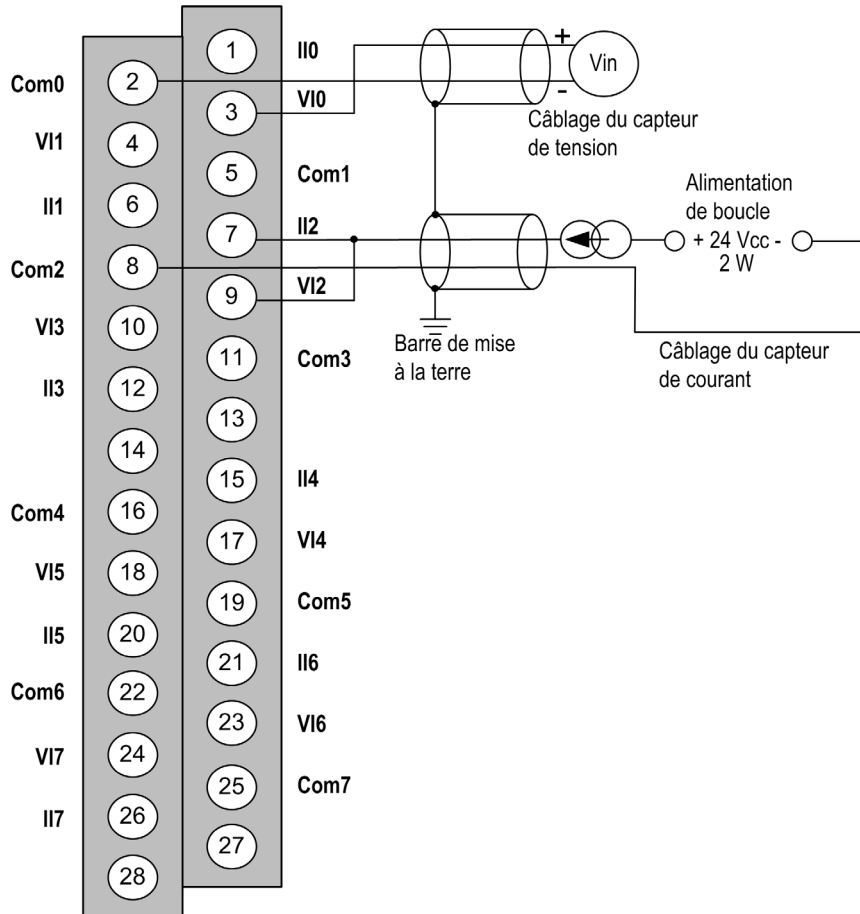 1 II0
Com0 2
3 VI0
VI1 4
5 Com1
II1 6
7 II2
Com2 8
9 VI2
VI3 10
11 Com3
II3 12
13
14
15 II4
Com4 16
17 VI4
VI5 18
19 Com5
II5 20
21 II6
Com6 22
23 VI6
VI7 24
25 Com7
II7 26
27
28
+
Vin
-
Câblage du capteur
de tension
Alimentation
de boucle
+ 24 Vcc -
2 W
Barre de mise
à la terre
Câblage du capteur
de courant